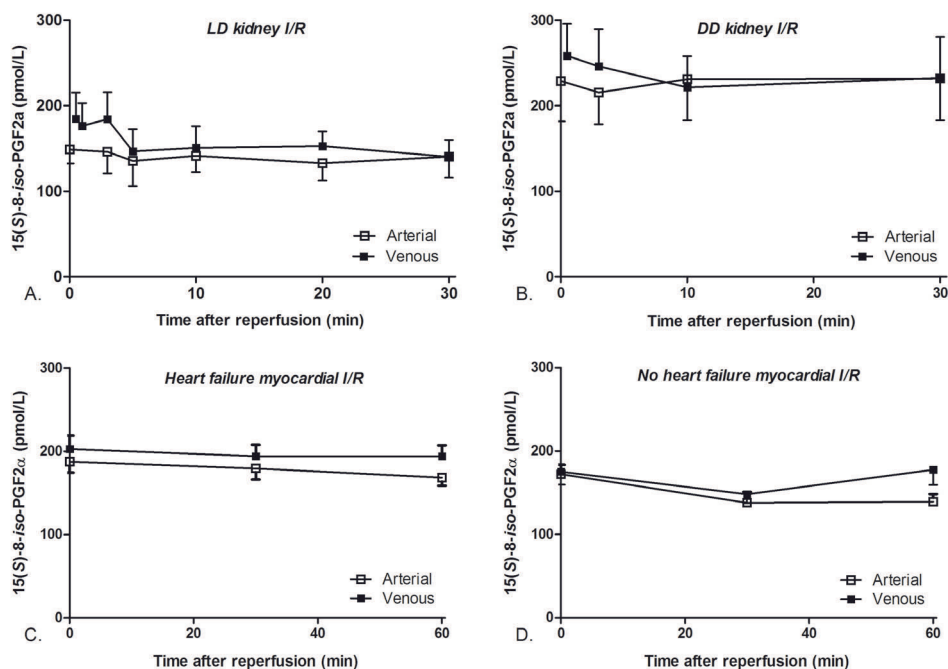 LD kidney I/R
15(S)-8-iso-PGF2a (pmol/L)
300
200
100
0
0 10 20 30
Time after reperfusion (min)
Arterial
Venous
A.
DD kidney I/R
15(S)-8-iso-PGF2a (pmol/L)
300
200
100
0
0 10 20 30
Time after reperfusion (min)
Arterial
Venous
B.
Heart failure myocardial I/R
15(S)-8-iso-PGF2α (pmol/L)
300
200
100
0
0 20 40 60
Time after reperfusion (min)
Arterial
Venous
C.
No heart failure myocardial I/R
15(S)-8-iso-PGF2α (pmol/L)
300
200
100
0
0 20 40 60
Time after reperfusion (min)
Arterial
Venous
D.